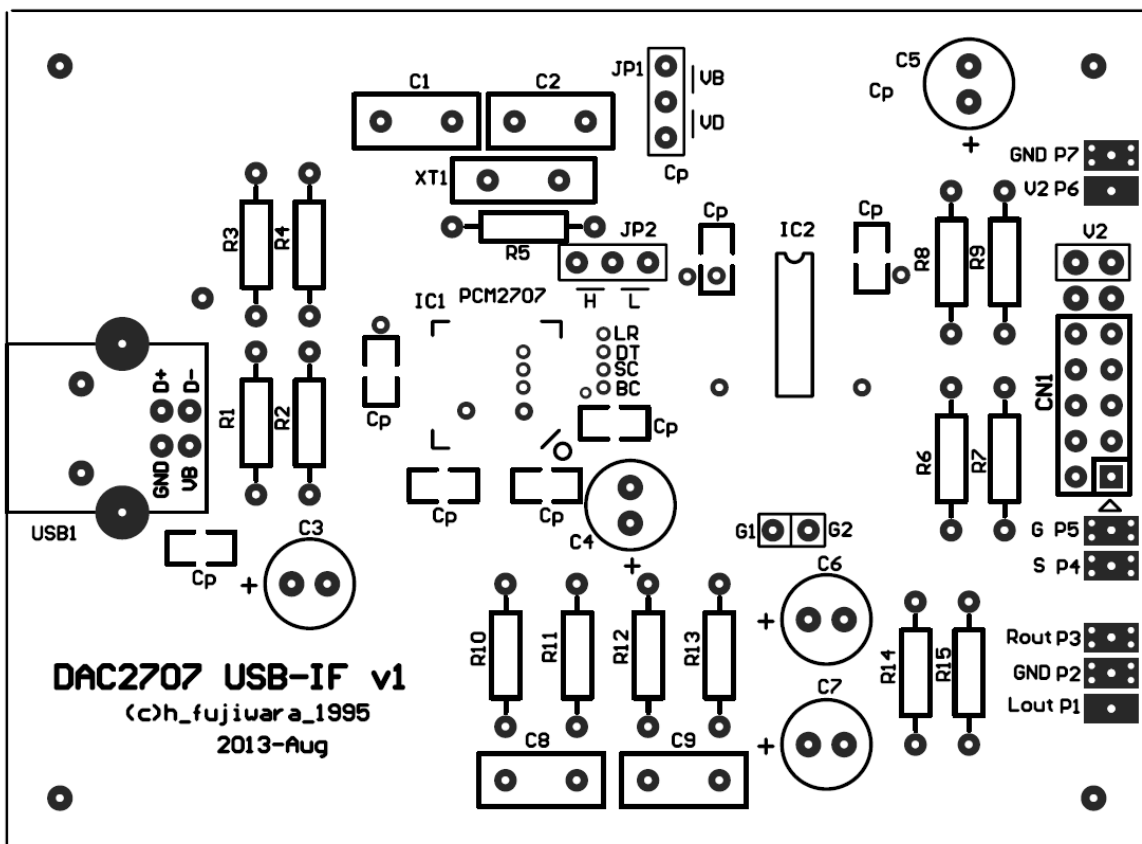 C1
C2
JP1
VB
VD
Cp
C5
Cp
+
GND P7
V2 P6
XT1
R3
R4
R5
JP2
H
L
Cp
IC2
Cp
R8
R9
V2
IC1
PCM2707
LR
DT
SC
BC
Cp
Cp
Cp
Cp
D+
D-
GND
VB
USB1
R1
R2
R6
R7
CN1
G P5
S P4
C3
+
Cp
C4
+
G1
G2
C6
+
R10
R11
R12
R13
R14
R15
Rout P3
GND P2
Lout P1
C7
+
C8
C9
DAC2707 USB-IF v1
(c)h_fujiwara_1995
2013-Aug